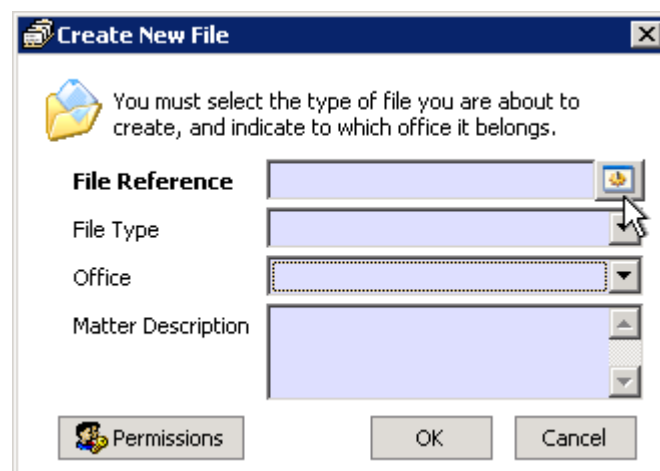 Create New File
You must select the type of file you are about to
create, and indicate to which office it belongs.
File Reference
File Type
Office
Matter Description
Permissions
OK
Cancel